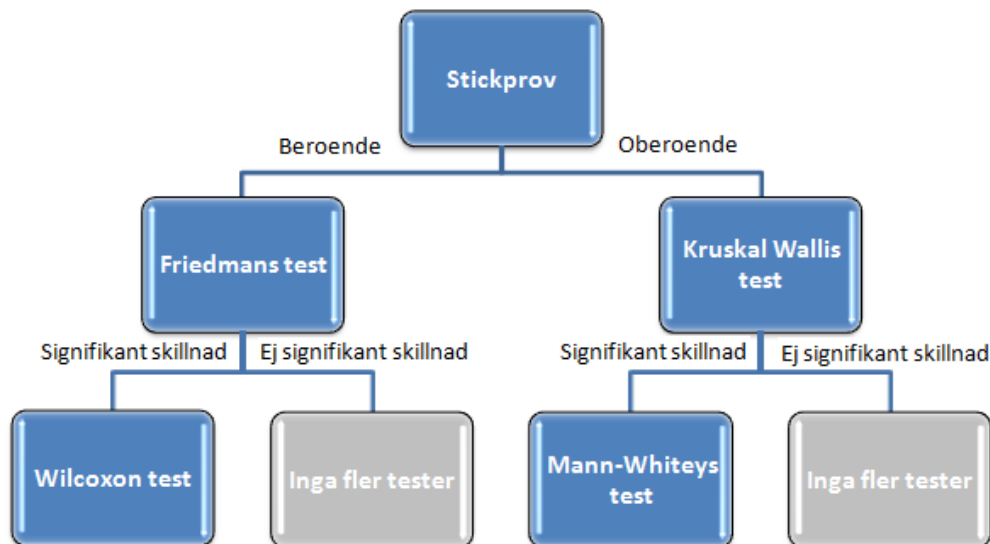 Stickprov
Beroende
Oberoende
Friedmans test
Kruskal Wallis
test
Signifikant skillnad
Ej signifikant skillnad
Signifikant skillnad
Ej signifikant skillnad
Wilcoxon test
Inga fler tester
Mann-Whiteys
test
Inga fler tester